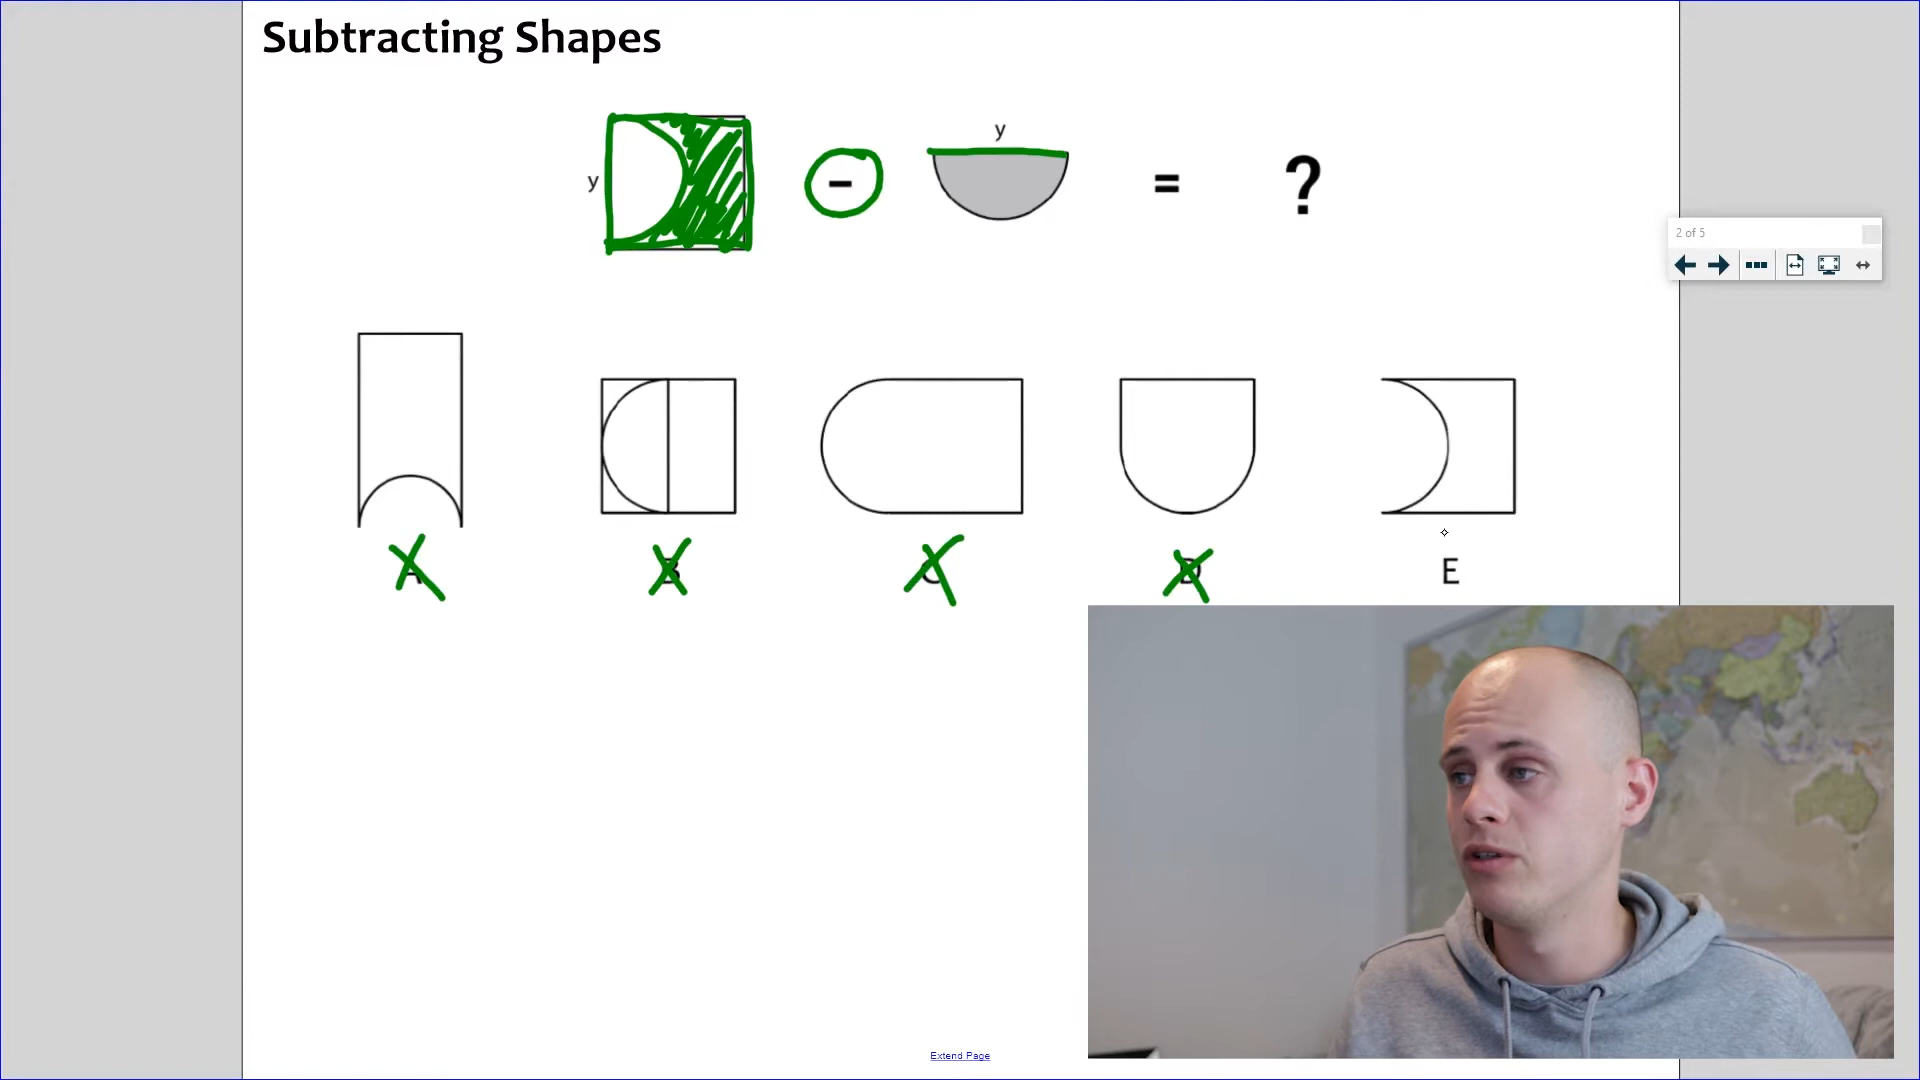 Subtracting Shapes
y
y
- = ?
2 of 5
A B C D E
Extend Page